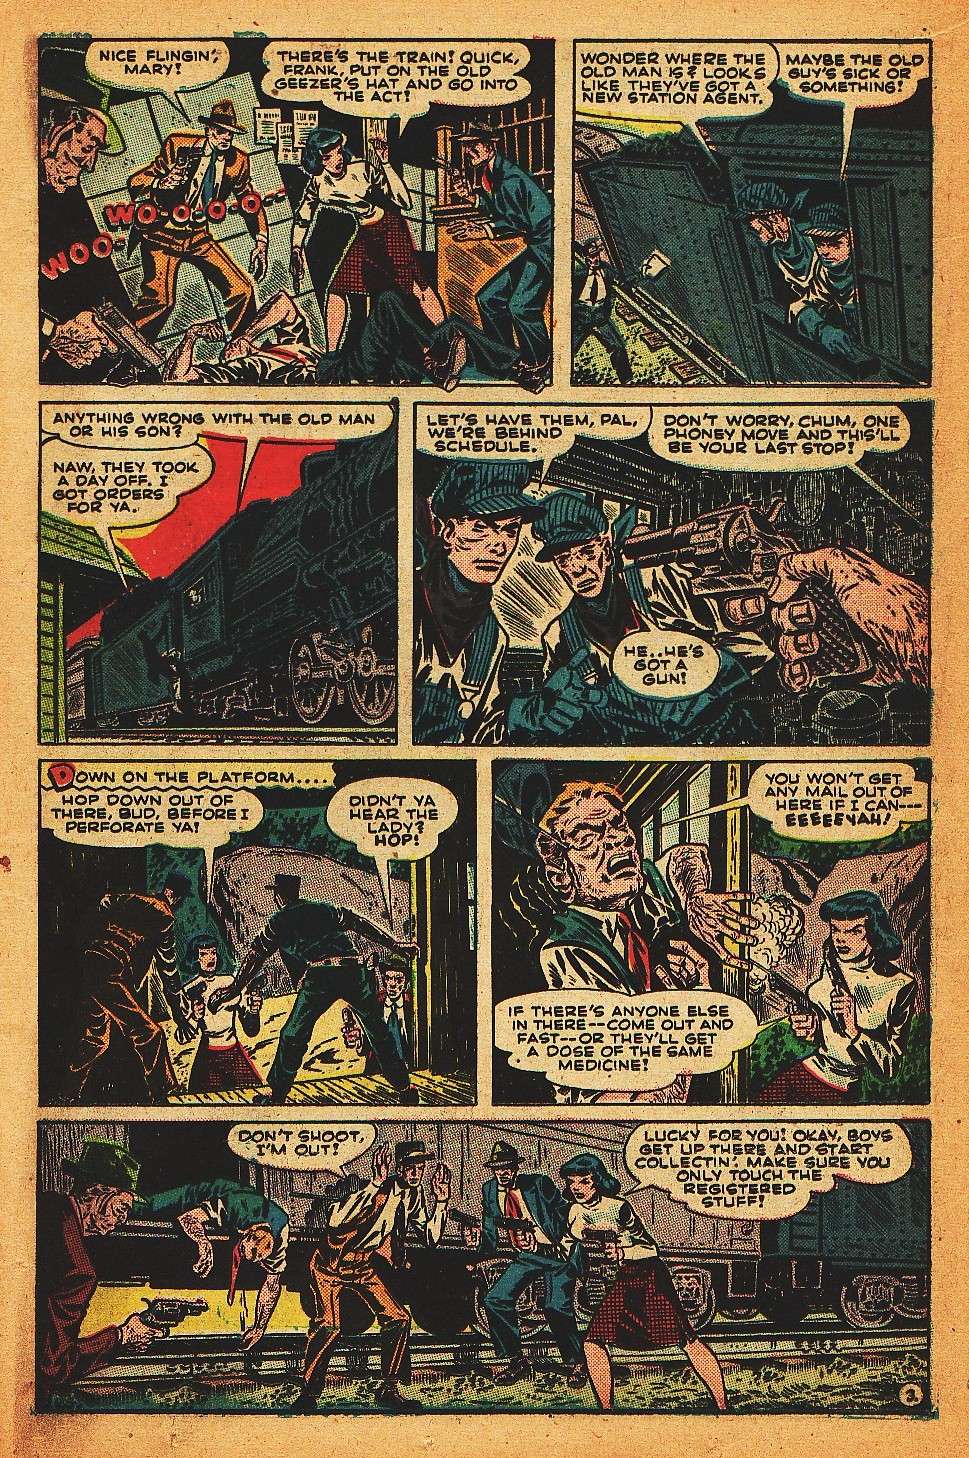 NICE FLINGIN',
MARY!
THERE'S THE TRAIN! QUICK,
FRANK, PUT ON THE OLD
GEEZER'S HAT AND GO INTO
THE ACT!
WOO-
WO-O-O-O--
WONDER WHERE THE
OLD MAN IS? LOOKS
LIKE THEY'VE GOT A
NEW STATION AGENT.
MAYBE THE OLD
GUY'S SICK OR
SOMETHING!
ANYTHING WRONG WITH THE OLD MAN
OR HIS SON?
NAW, THEY TOOK
A DAY OFF. I
GOT ORDERS
FOR YA.
LET'S HAVE THEM, PAL,
WE'RE BEHIND
SCHEDULE.
DON'T WORRY, CHUM, ONE
PHONEY MOVE AND THIS'LL
BE YOUR LAST STOP!
HE..HE'S
GOT A
GUN!
DOWN ON THE PLATFORM....
HOP DOWN OUT OF
THERE, BUD, BEFORE I
PERFORATE YA!
DIDN'T YA
HEAR THE
LADY?
HOP!
YOU WON'T GET
ANY MAIL OUT OF
HERE IF I CAN---
EEEEYAH!
IF THERE'S ANYONE ELSE
IN THERE--COME OUT AND
FAST--OR THEY'LL GET
A DOSE OF THE SAME
MEDICINE!
DON'T SHOOT,
I'M OUT!
LUCKY FOR YOU! OKAY, BOYS
GET UP THERE AND START
COLLECTIN'. MAKE SURE YOU
ONLY TOUCH THE
REGISTERED
STUFF!
2